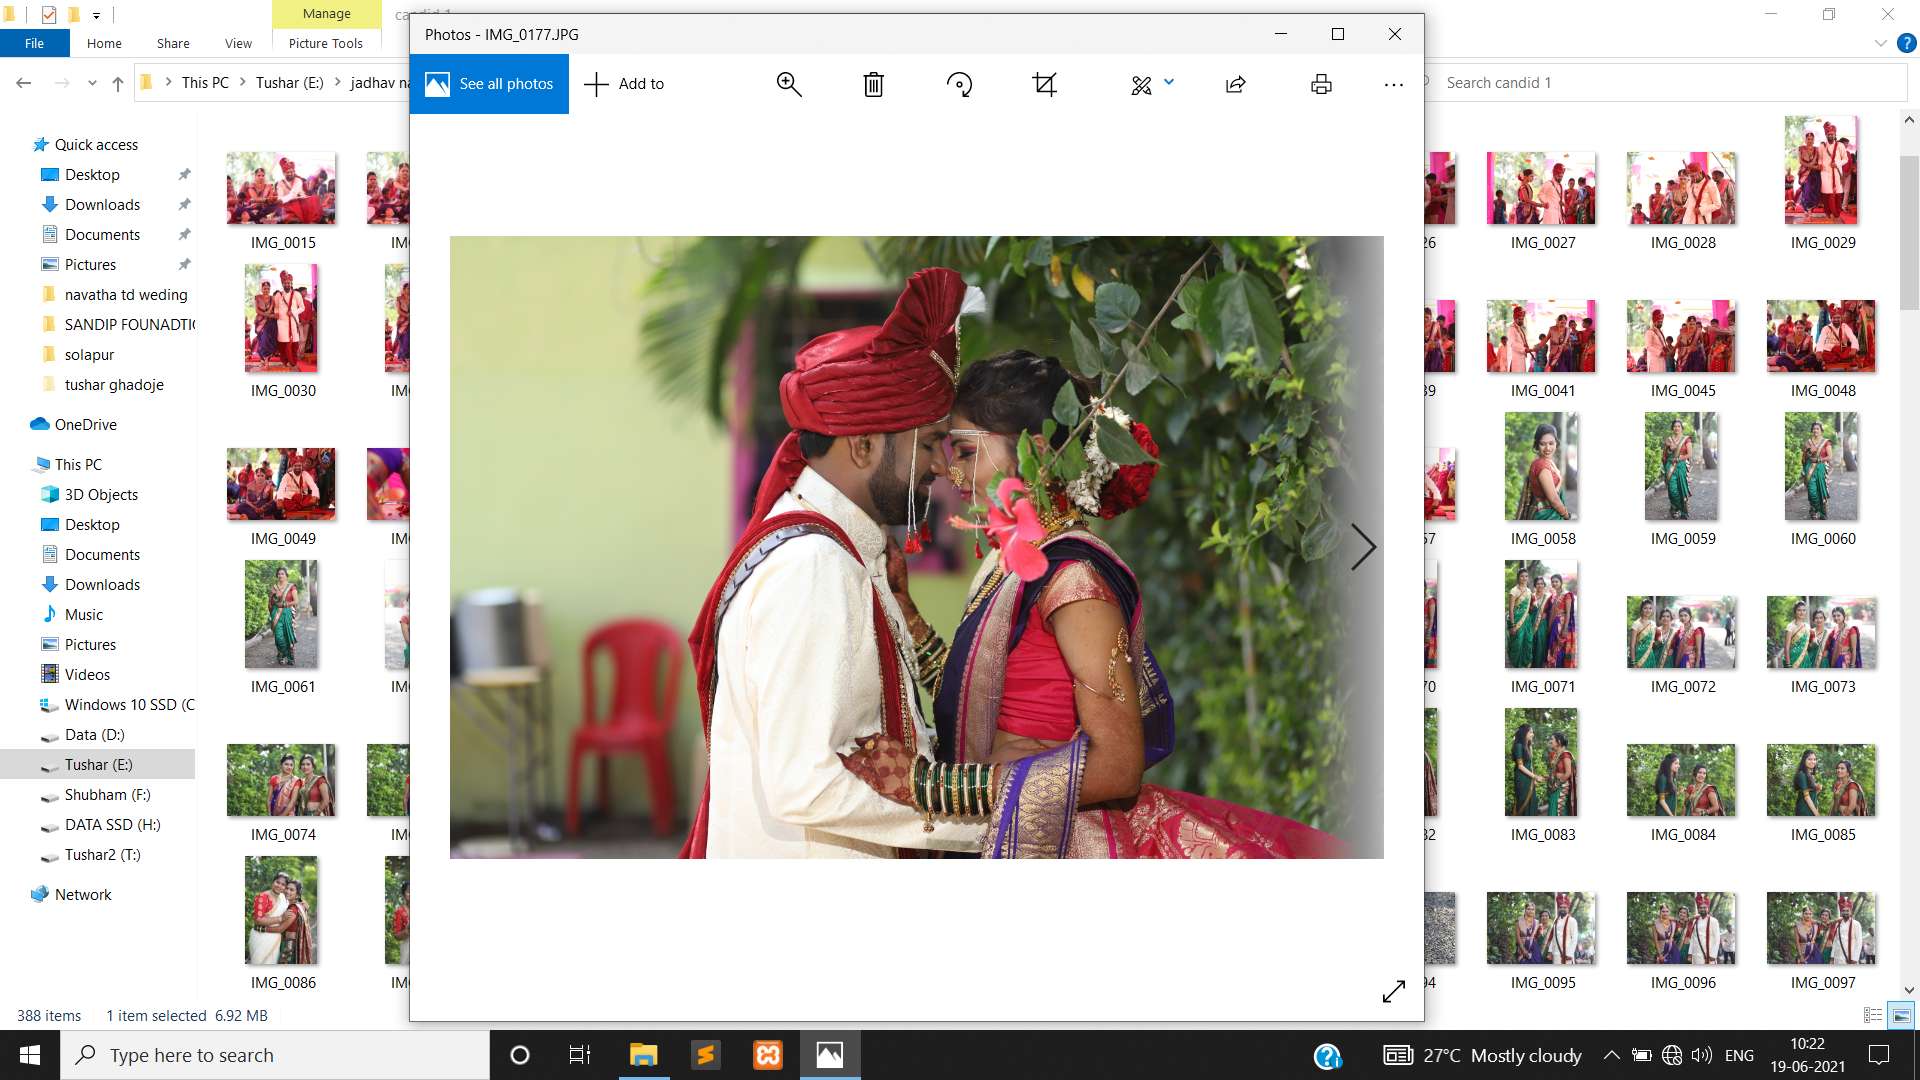 Manage
candid 1
File
Home
Share
View
Picture Tools
This PC
Tushar (E:)
jadhav na
Search candid 1
Photos - IMG_0177.JPG
See all photos
Add to
Quick access
Desktop
Downloads
Documents
Pictures
navatha td weding
SANDIP FOUNADTI
solapur
tushar ghadoje
OneDrive
This PC
3D Objects
Desktop
Documents
Downloads
Music
Pictures
Videos
Windows 10 SSD (C
Data (D:)
Tushar (E:)
Shubham (F:)
DATA SSD (H:)
Tushar2 (T:)
Network
IMG_0015
IM
26
IMG_0027
IMG_0028
IMG_0029
IMG_0030
IM
39
IMG_0041
IMG_0045
IMG_0048
IMG_0049
IM
57
IMG_0058
IMG_0059
IMG_0060
IMG_0061
IM
70
IMG_0071
IMG_0072
IMG_0073
IMG_0074
IM
82
IMG_0083
IMG_0084
IMG_0085
IMG_0086
IM
94
IMG_0095
IMG_0096
IMG_0097
388 items
1 item selected 6.92 MB
Type here to search
27°C Mostly cloudy
ENG
10:22
19-06-2021